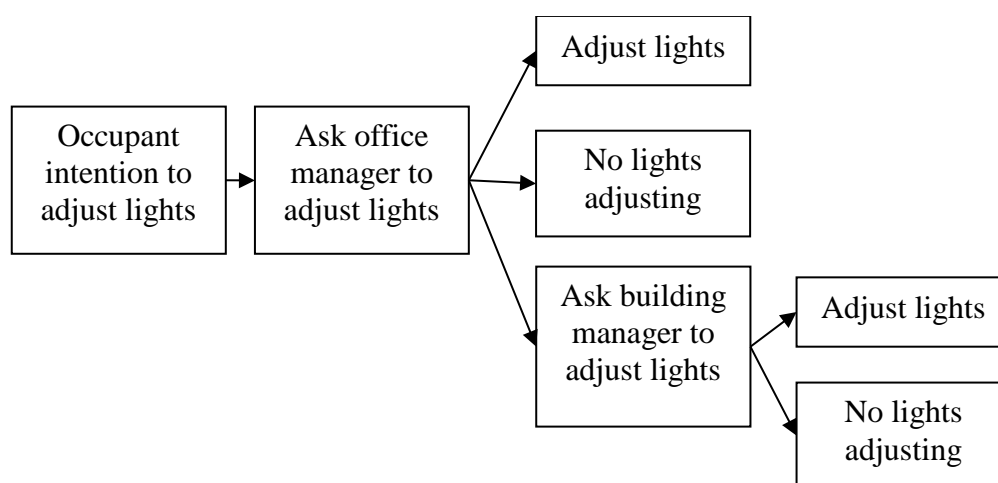 Occupant
intention to
adjust lights
Ask office
manager to
adjust lights
Adjust lights
No lights
adjusting
Ask building
manager to
adjust lights
Adjust lights
No lights
adjusting